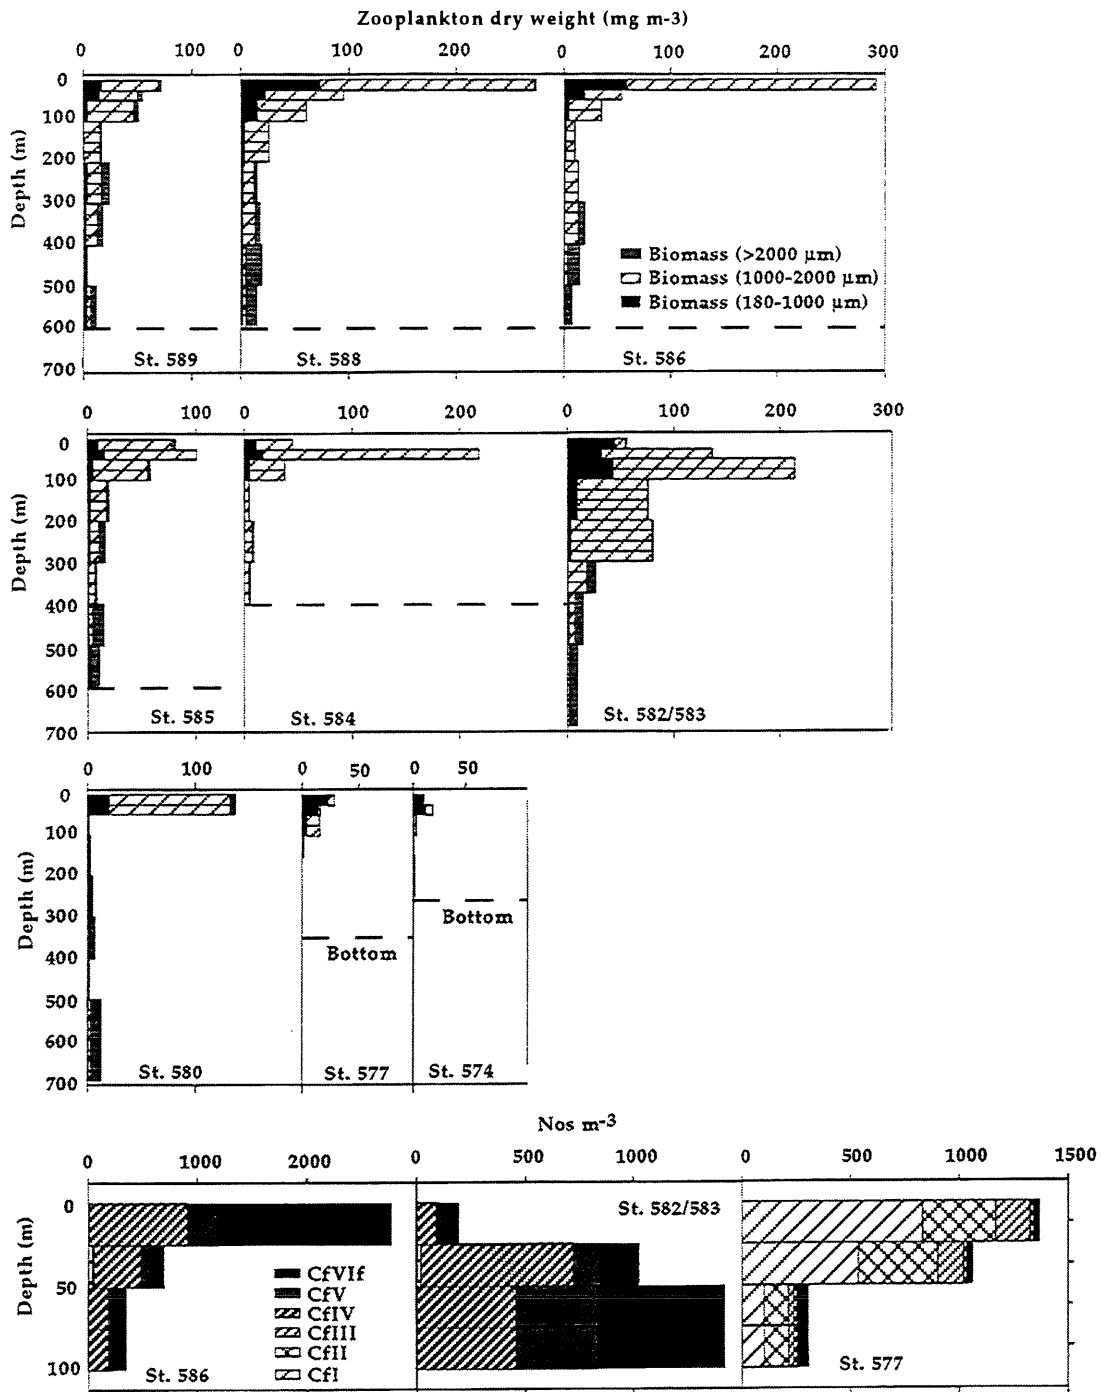 Zooplankton dry weight (mg m-3)
0 100 0 100 200 0 100 200 300
0
100
200
300
400
500
600
700
Depth (m)
Biomass (>2000 µm)
Biomass (1000-2000 µm)
Biomass (180-1000 µm)
St. 589 St. 588 St. 586
0 100 0 100 200 0 100 200 300
0
100
200
300
400
500
600
700
Depth (m)
St. 585 St. 584 St. 582/583
0 100 0 50 0 50
0
100
200
300
400
500
600
700
Depth (m)
Bottom
Bottom
St. 580 St. 577 St. 574
Nos m-3
0 1000 2000 0 500 1000 0 500 1000 1500
0
50
100
Depth (m)
St. 582/583
CfVIf
CfV
CfIV
CfIII
CfII
CfI
St. 586
St. 577